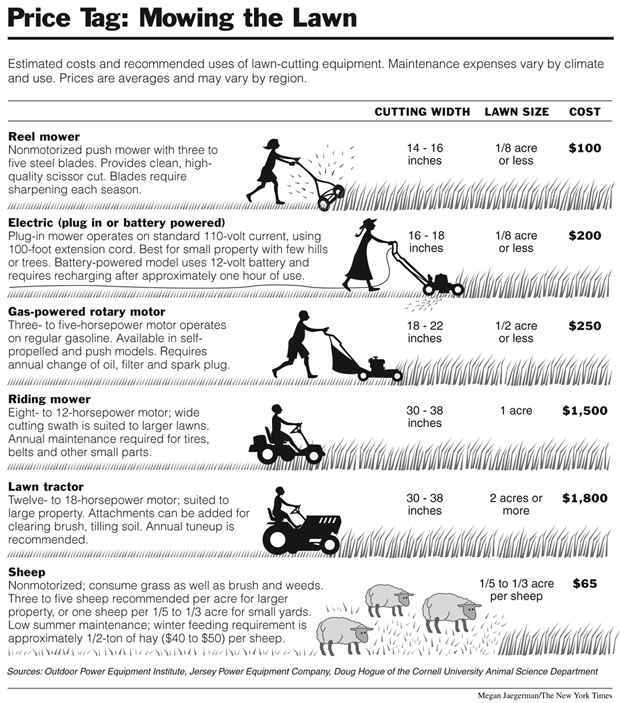 Price Tag: Mowing the Lawn
Estimated costs and recommended uses of lawn-cutting equipment. Maintenance expenses vary by climate
and use. Prices are averages and may vary by region.
CUTTING WIDTH LAWN SIZE COST
Reel mower
Nonmotorized push mower with three to
five steel blades. Provides clean, high-
quality scissor cut. Blades require
sharpening each season.
14 - 16
inches
1/8 acre
or less
$100
Electric (plug in or battery powered)
Plug-in mower operates on standard 110-volt current, using
100-foot extension cord. Best for small property with few hills
or trees. Battery-powered model uses 12-volt battery and
requires recharging after approximately one hour of use.
16 - 18
inches
1/8 acre
or less
$200
Gas-powered rotary motor
Three- to five-horsepower motor operates
on regular gasoline. Available in self-
propelled and push models. Requires
annual change of oil, filter and spark plug.
18 - 22
inches
1/2 acre
or less
$250
Riding mower
Eight- to 12-horsepower motor; wide
cutting swath is suited to larger lawns.
Annual maintenance required for tires,
belts and other small parts.
30 - 38
inches
1 acre
$1,500
Lawn tractor
Twelve- to 18-horsepower motor; suited to
large property. Attachments can be added for
clearing brush, tilling soil. Annual tuneup is
recommended.
30 - 38
inches
2 acres or
more
$1,800
Sheep
Nonmotorized; consume grass as well as brush and weeds.
Three to five sheep recommended per acre for larger
property, or one sheep per 1/5 to 1/3 acre for small yards.
Low summer maintenance; winter feeding requirement is
approximately 1/2-ton of hay ($40 to $50) per sheep.
1/5 to 1/3 acre
per sheep
$65
Sources: Outdoor Power Equipment Institute, Jersey Power Equipment Company, Doug Hogue of the Cornell University Animal Science Department
Megan Jaegerman/The New York Times